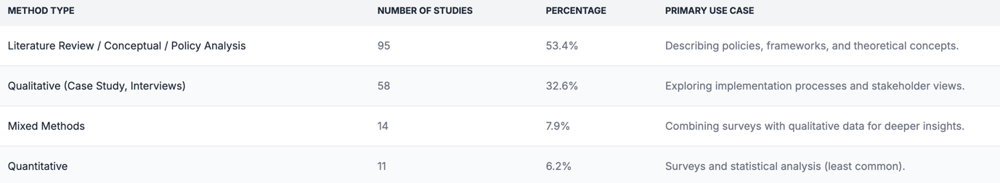 METHOD TYPE NUMBER OF STUDIES PERCENTAGE PRIMARY USE CASE
Literature Review / Conceptual / Policy Analysis 95 53.4% Describing policies, frameworks, and theoretical concepts.
Qualitative (Case Study, Interviews) 58 32.6% Exploring implementation processes and stakeholder views.
Mixed Methods 14 7.9% Combining surveys with qualitative data for deeper insights.
Quantitative 11 6.2% Surveys and statistical analysis (least common).